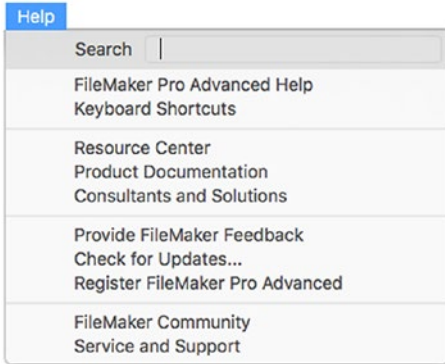 Help
Search
FileMaker Pro Advanced Help
Keyboard Shortcuts
Resource Center
Product Documentation
Consultants and Solutions
Provide FileMaker Feedback
Check for Updates...
Register FileMaker Pro Advanced
FileMaker Community
Service and Support